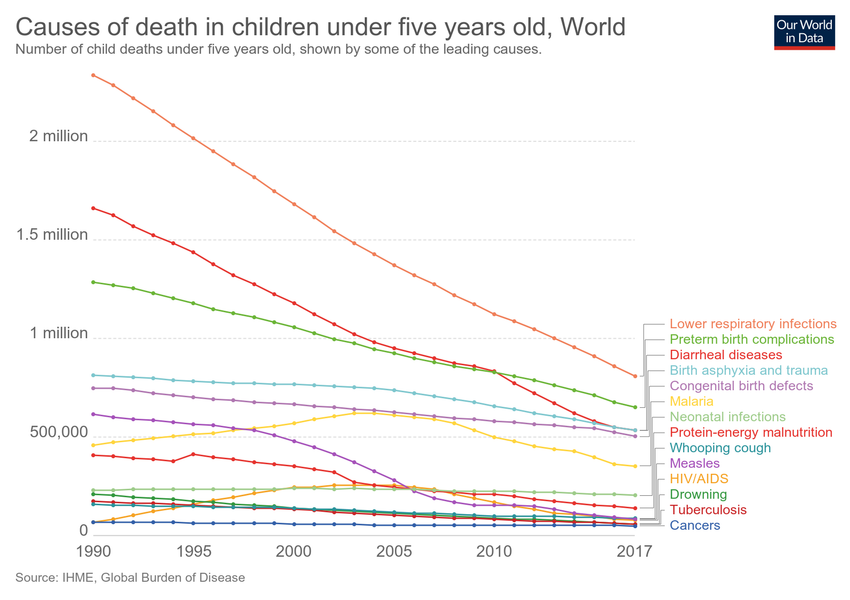 Causes of death in children under five years old, World
Number of child deaths under five years old, shown by some of the leading causes.
Our World
in Data
2 million
1.5 million
1 million
500,000
0
1990
1995
2000
2005
2010
2017
Lower respiratory infections
Preterm birth complications
Diarrheal diseases
Birth asphyxia and trauma
Congenital birth defects
Malaria
Neonatal infections
Protein-energy malnutrition
Whooping cough
Measles
HIV/AIDS
Drowning
Tuberculosis
Cancers
Source: IHME, Global Burden of Disease